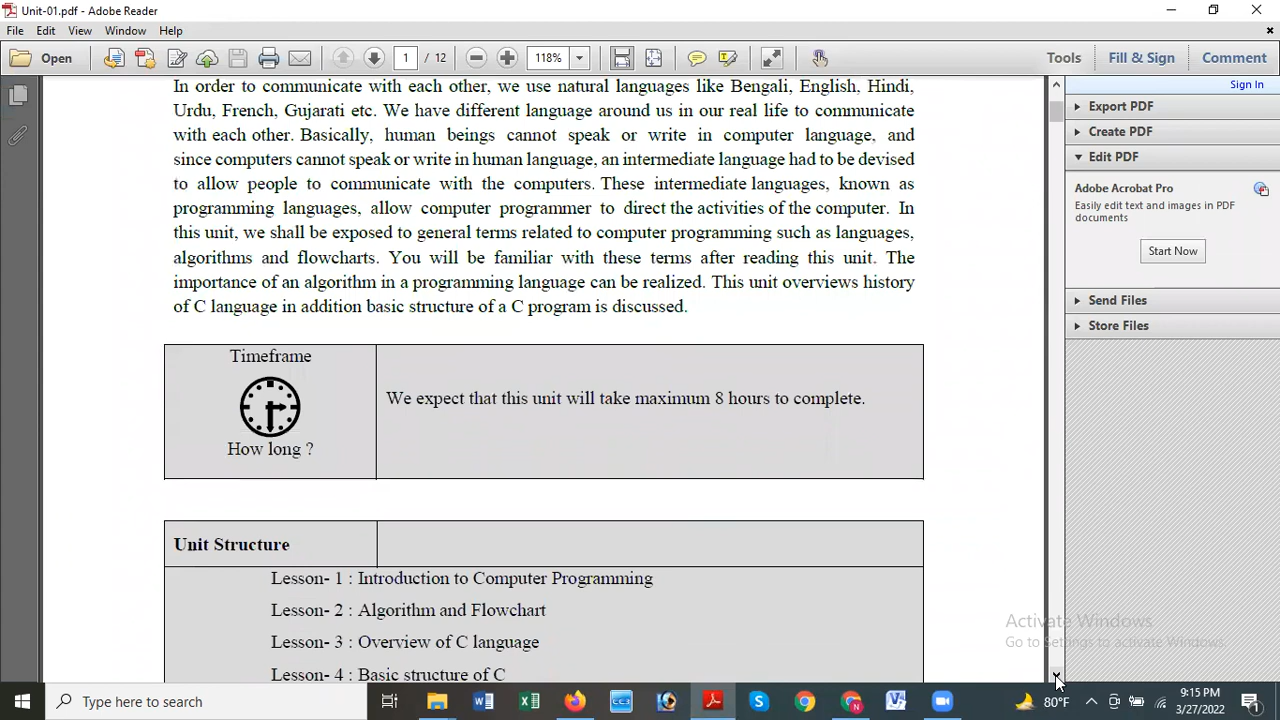 Unit-01.pdf - Adobe Reader
File Edit View Window Help
Open 1 / 12 118% Tools Fill & Sign Comment
Sign In
Export PDF
Create PDF
Edit PDF
Adobe Acrobat Pro
Easily edit text and images in PDF
documents
Start Now
Send Files
Store Files
In order to communicate with each other, we use natural languages like Bengali, English, Hindi,
Urdu, French, Gujarati etc. We have different language around us in our real life to communicate
with each other. Basically, human beings cannot speak or write in computer language, and
since computers cannot speak or write in human language, an intermediate language had to be devised
to allow people to communicate with the computers. These intermediate languages, known as
programming languages, allow computer programmer to direct the activities of the computer. In
this unit, we shall be exposed to general terms related to computer programming such as languages,
algorithms and flowcharts. You will be familiar with these terms after reading this unit. The
importance of an algorithm in a programming language can be realized. This unit overviews history
of C language in addition basic structure of a C program is discussed.
Timeframe
How long ?
We expect that this unit will take maximum 8 hours to complete.
Unit Structure
Lesson- 1 : Introduction to Computer Programming
Lesson- 2 : Algorithm and Flowchart
Lesson- 3 : Overview of C language
Lesson- 4 : Basic structure of C
Activate Windows
Go to Settings to activate Windows.
Type here to search
80°F
9:15 PM
3/27/2022
1